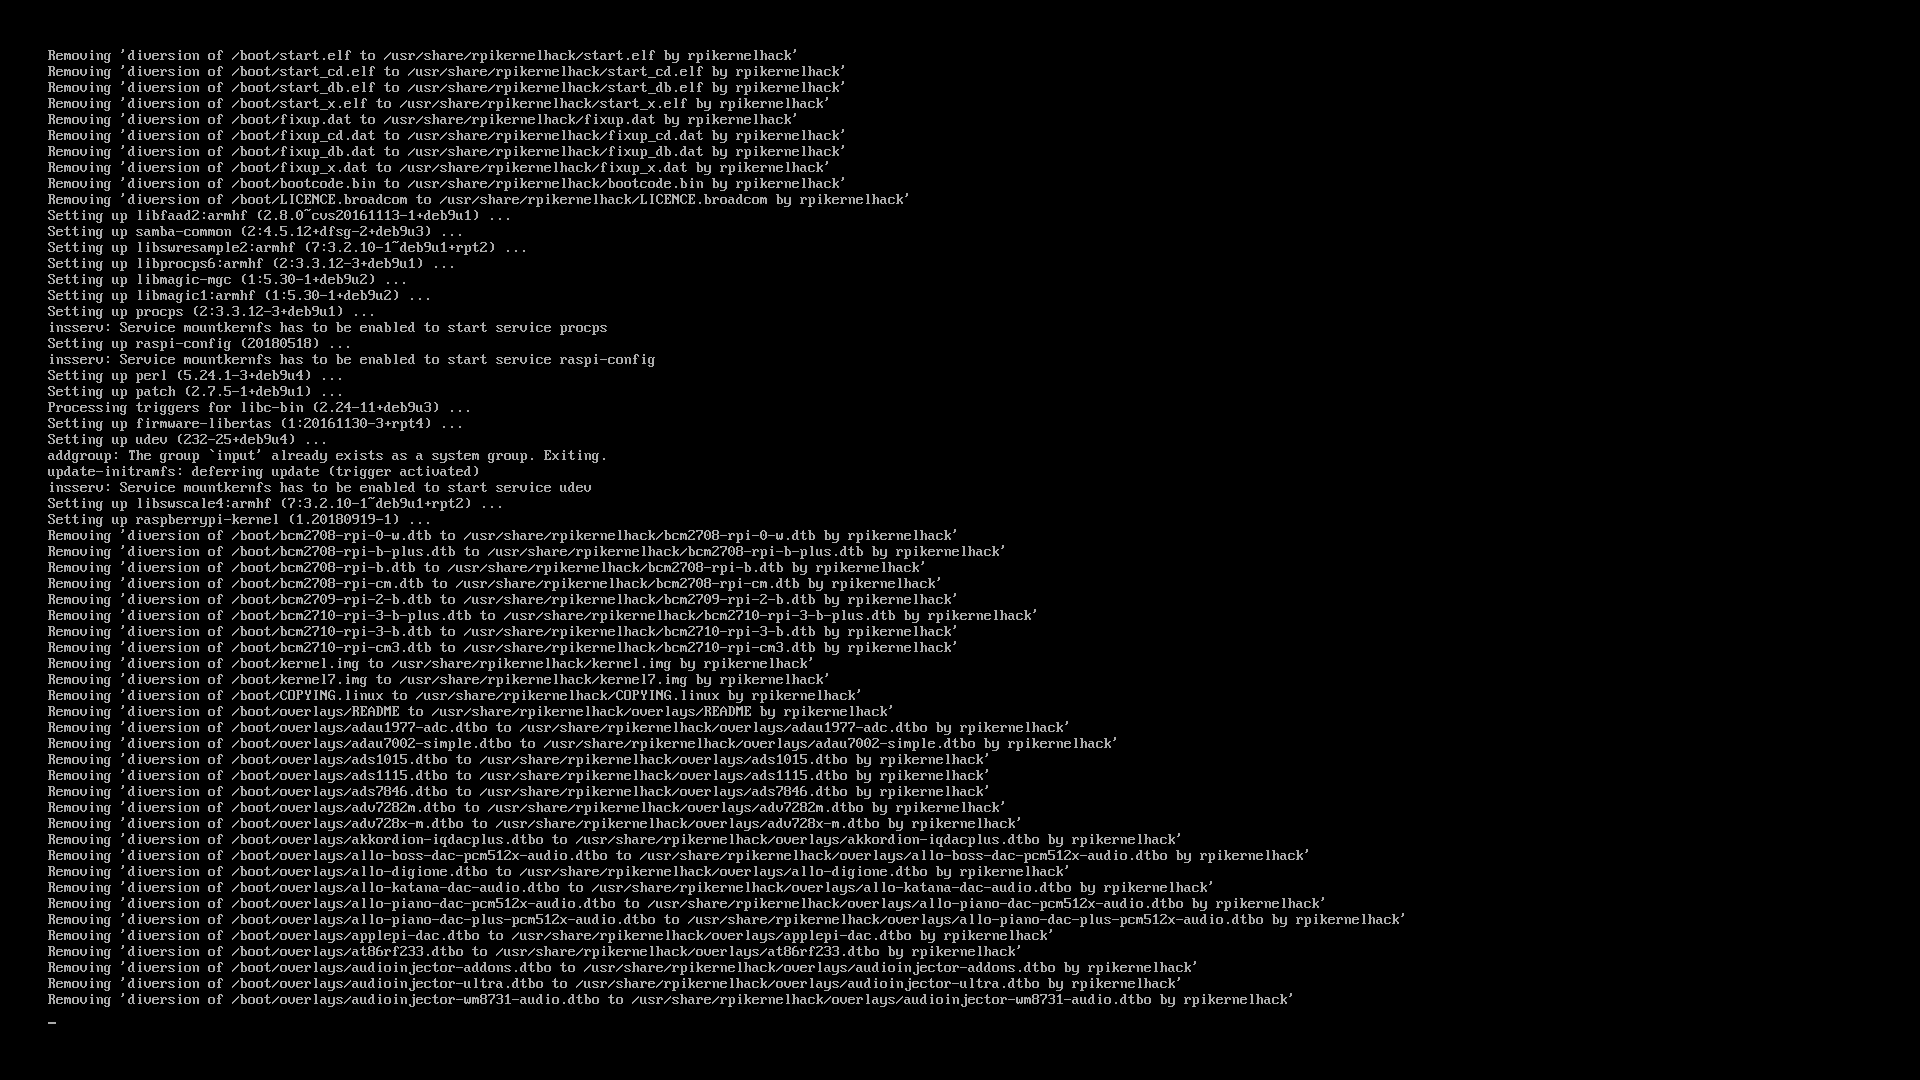 Removing 'diversion of /boot/start.elf to /usr/share/rpikernelhack/start.elf by rpikernelhack'
Removing 'diversion of /boot/start_cd.elf to /usr/share/rpikernelhack/start_cd.elf by rpikernelhack'
Removing 'diversion of /boot/start_db.elf to /usr/share/rpikernelhack/start_db.elf by rpikernelhack'
Removing 'diversion of /boot/start_x.elf to /usr/share/rpikernelhack/start_x.elf by rpikernelhack'
Removing 'diversion of /boot/fixup.dat to /usr/share/rpikernelhack/fixup.dat by rpikernelhack'
Removing 'diversion of /boot/fixup_cd.dat to /usr/share/rpikernelhack/fixup_cd.dat by rpikernelhack'
Removing 'diversion of /boot/fixup_db.dat to /usr/share/rpikernelhack/fixup_db.dat by rpikernelhack'
Removing 'diversion of /boot/fixup_x.dat to /usr/share/rpikernelhack/fixup_x.dat by rpikernelhack'
Removing 'diversion of /boot/bootcode.bin to /usr/share/rpikernelhack/bootcode.bin by rpikernelhack'
Removing 'diversion of /boot/LICENCE.broadcom to /usr/share/rpikernelhack/LICENCE.broadcom by rpikernelhack'
Setting up libfaad2:armhf (2.8.0~cvs20161113-1+deb9u1) ...
Setting up samba-common (2:4.5.12+dfsg-2+deb9u3) ...
Setting up libswresample2:armhf (7:3.2.10-1~deb9u1+rpt2) ...
Setting up libprocps6:armhf (2:3.3.12-3+deb9u1) ...
Setting up libmagic-mgc (1:5.30-1+deb9u2) ...
Setting up libmagic1:armhf (1:5.30-1+deb9u2) ...
Setting up procps (2:3.3.12-3+deb9u1) ...
insserv: Service mountkernfs has to be enabled to start service procps
Setting up raspi-config (20180518) ...
insserv: Service mountkernfs has to be enabled to start service raspi-config
Setting up perl (5.24.1-3+deb9u4) ...
Setting up patch (2.7.5-1+deb9u1) ...
Processing triggers for libc-bin (2.24-11+deb9u3) ...
Setting up firmware-libertas (1:20161130-3+rpt4) ...
Setting up udev (232-25+deb9u4) ...
addgroup: The group `input' already exists as a system group. Exiting.
update-initramfs: deferring update (trigger activated)
insserv: Service mountkernfs has to be enabled to start service udev
Setting up libswscale4:armhf (7:3.2.10-1~deb9u1+rpt2) ...
Setting up raspberrypi-kernel (1.20180919-1) ...
Removing 'diversion of /boot/bcm2708-rpi-0-w.dtb to /usr/share/rpikernelhack/bcm2708-rpi-0-w.dtb by rpikernelhack'
Removing 'diversion of /boot/bcm2708-rpi-b-plus.dtb to /usr/share/rpikernelhack/bcm2708-rpi-b-plus.dtb by rpikernelhack'
Removing 'diversion of /boot/bcm2708-rpi-b.dtb to /usr/share/rpikernelhack/bcm2708-rpi-b.dtb by rpikernelhack'
Removing 'diversion of /boot/bcm2708-rpi-cm.dtb to /usr/share/rpikernelhack/bcm2708-rpi-cm.dtb by rpikernelhack'
Removing 'diversion of /boot/bcm2709-rpi-2-b.dtb to /usr/share/rpikernelhack/bcm2709-rpi-2-b.dtb by rpikernelhack'
Removing 'diversion of /boot/bcm2710-rpi-3-b-plus.dtb to /usr/share/rpikernelhack/bcm2710-rpi-3-b-plus.dtb by rpikernelhack'
Removing 'diversion of /boot/bcm2710-rpi-3-b.dtb to /usr/share/rpikernelhack/bcm2710-rpi-3-b.dtb by rpikernelhack'
Removing 'diversion of /boot/bcm2710-rpi-cm3.dtb to /usr/share/rpikernelhack/bcm2710-rpi-cm3.dtb by rpikernelhack'
Removing 'diversion of /boot/kernel.img to /usr/share/rpikernelhack/kernel.img by rpikernelhack'
Removing 'diversion of /boot/kernel7.img to /usr/share/rpikernelhack/kernel7.img by rpikernelhack'
Removing 'diversion of /boot/COPYING.linux to /usr/share/rpikernelhack/COPYING.linux by rpikernelhack'
Removing 'diversion of /boot/overlays/README to /usr/share/rpikernelhack/overlays/README by rpikernelhack'
Removing 'diversion of /boot/overlays/adau1977-adc.dtbo to /usr/share/rpikernelhack/overlays/adau1977-adc.dtbo by rpikernelhack'
Removing 'diversion of /boot/overlays/adau7002-simple.dtbo to /usr/share/rpikernelhack/overlays/adau7002-simple.dtbo by rpikernelhack'
Removing 'diversion of /boot/overlays/ads1015.dtbo to /usr/share/rpikernelhack/overlays/ads1015.dtbo by rpikernelhack'
Removing 'diversion of /boot/overlays/ads1115.dtbo to /usr/share/rpikernelhack/overlays/ads1115.dtbo by rpikernelhack'
Removing 'diversion of /boot/overlays/ads7846.dtbo to /usr/share/rpikernelhack/overlays/ads7846.dtbo by rpikernelhack'
Removing 'diversion of /boot/overlays/adv7282m.dtbo to /usr/share/rpikernelhack/overlays/adv7282m.dtbo by rpikernelhack'
Removing 'diversion of /boot/overlays/adv728x-m.dtbo to /usr/share/rpikernelhack/overlays/adv728x-m.dtbo by rpikernelhack'
Removing 'diversion of /boot/overlays/akkordion-iqdacplus.dtbo to /usr/share/rpikernelhack/overlays/akkordion-iqdacplus.dtbo by rpikernelhack'
Removing 'diversion of /boot/overlays/allo-boss-dac-pcm512x-audio.dtbo to /usr/share/rpikernelhack/overlays/allo-boss-dac-pcm512x-audio.dtbo by rpikernelhack'
Removing 'diversion of /boot/overlays/allo-digione.dtbo to /usr/share/rpikernelhack/overlays/allo-digione.dtbo by rpikernelhack'
Removing 'diversion of /boot/overlays/allo-katana-dac-audio.dtbo to /usr/share/rpikernelhack/overlays/allo-katana-dac-audio.dtbo by rpikernelhack'
Removing 'diversion of /boot/overlays/allo-piano-dac-pcm512x-audio.dtbo to /usr/share/rpikernelhack/overlays/allo-piano-dac-pcm512x-audio.dtbo by rpikernelhack'
Removing 'diversion of /boot/overlays/allo-piano-dac-plus-pcm512x-audio.dtbo to /usr/share/rpikernelhack/overlays/allo-piano-dac-plus-pcm512x-audio.dtbo by rpikernelhack'
Removing 'diversion of /boot/overlays/applepi-dac.dtbo to /usr/share/rpikernelhack/overlays/applepi-dac.dtbo by rpikernelhack'
Removing 'diversion of /boot/overlays/at86rf233.dtbo to /usr/share/rpikernelhack/overlays/at86rf233.dtbo by rpikernelhack'
Removing 'diversion of /boot/overlays/audioinjector-addons.dtbo to /usr/share/rpikernelhack/overlays/audioinjector-addons.dtbo by rpikernelhack'
Removing 'diversion of /boot/overlays/audioinjector-ultra.dtbo to /usr/share/rpikernelhack/overlays/audioinjector-ultra.dtbo by rpikernelhack'
Removing 'diversion of /boot/overlays/audioinjector-wm8731-audio.dtbo to /usr/share/rpikernelhack/overlays/audioinjector-wm8731-audio.dtbo by rpikernelhack'